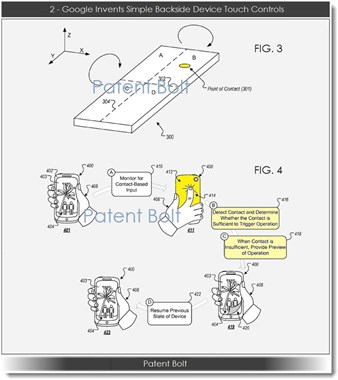 2 - Google Invents Simple Backside Device Touch Controls
Z
Y
X
A
B
FIG. 3
Patent Bolt
304
302
Point of Contact (301)
300
FIG. 4
402
400
404
406
A
410
Monitor for
Contact-Based
Input
412
400
414
401
411
B
416
Detect Contact and Determine
Whether the Contact is
Sufficient to Trigger Operation
C
418
When Contact is
Insufficient, Provide Preview
of Operation
Patent Bolt
402
400
404
406
D
422
Resume Previous
State of Device
406
400
404
408
420
423
419
Patent Bolt